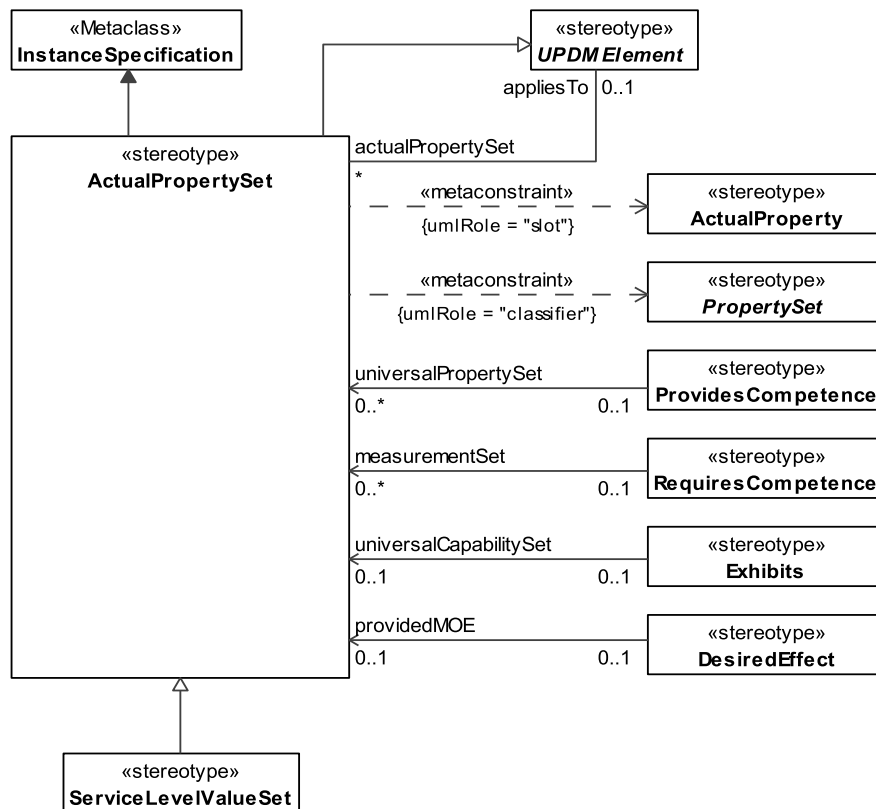 «Metaclass»
InstanceSpecification
«stereotype»
UPDMElement
appliesTo 0..1
«stereotype»
ActualPropertySet
actualPropertySet
*
«metaconstraint»
{umlRole = "slot"}
«stereotype»
ActualProperty
«metaconstraint»
{umlRole = "classifier"}
«stereotype»
PropertySet
universalPropertySet
0..* 0..1
«stereotype»
ProvidesCompetence
measurementSet
0..* 0..1
«stereotype»
RequiresCompetence
universalCapabilitySet
0..1 0..1
«stereotype»
Exhibits
providedMOE
0..1 0..1
«stereotype»
DesiredEffect
«stereotype»
ServiceLevelValueSet